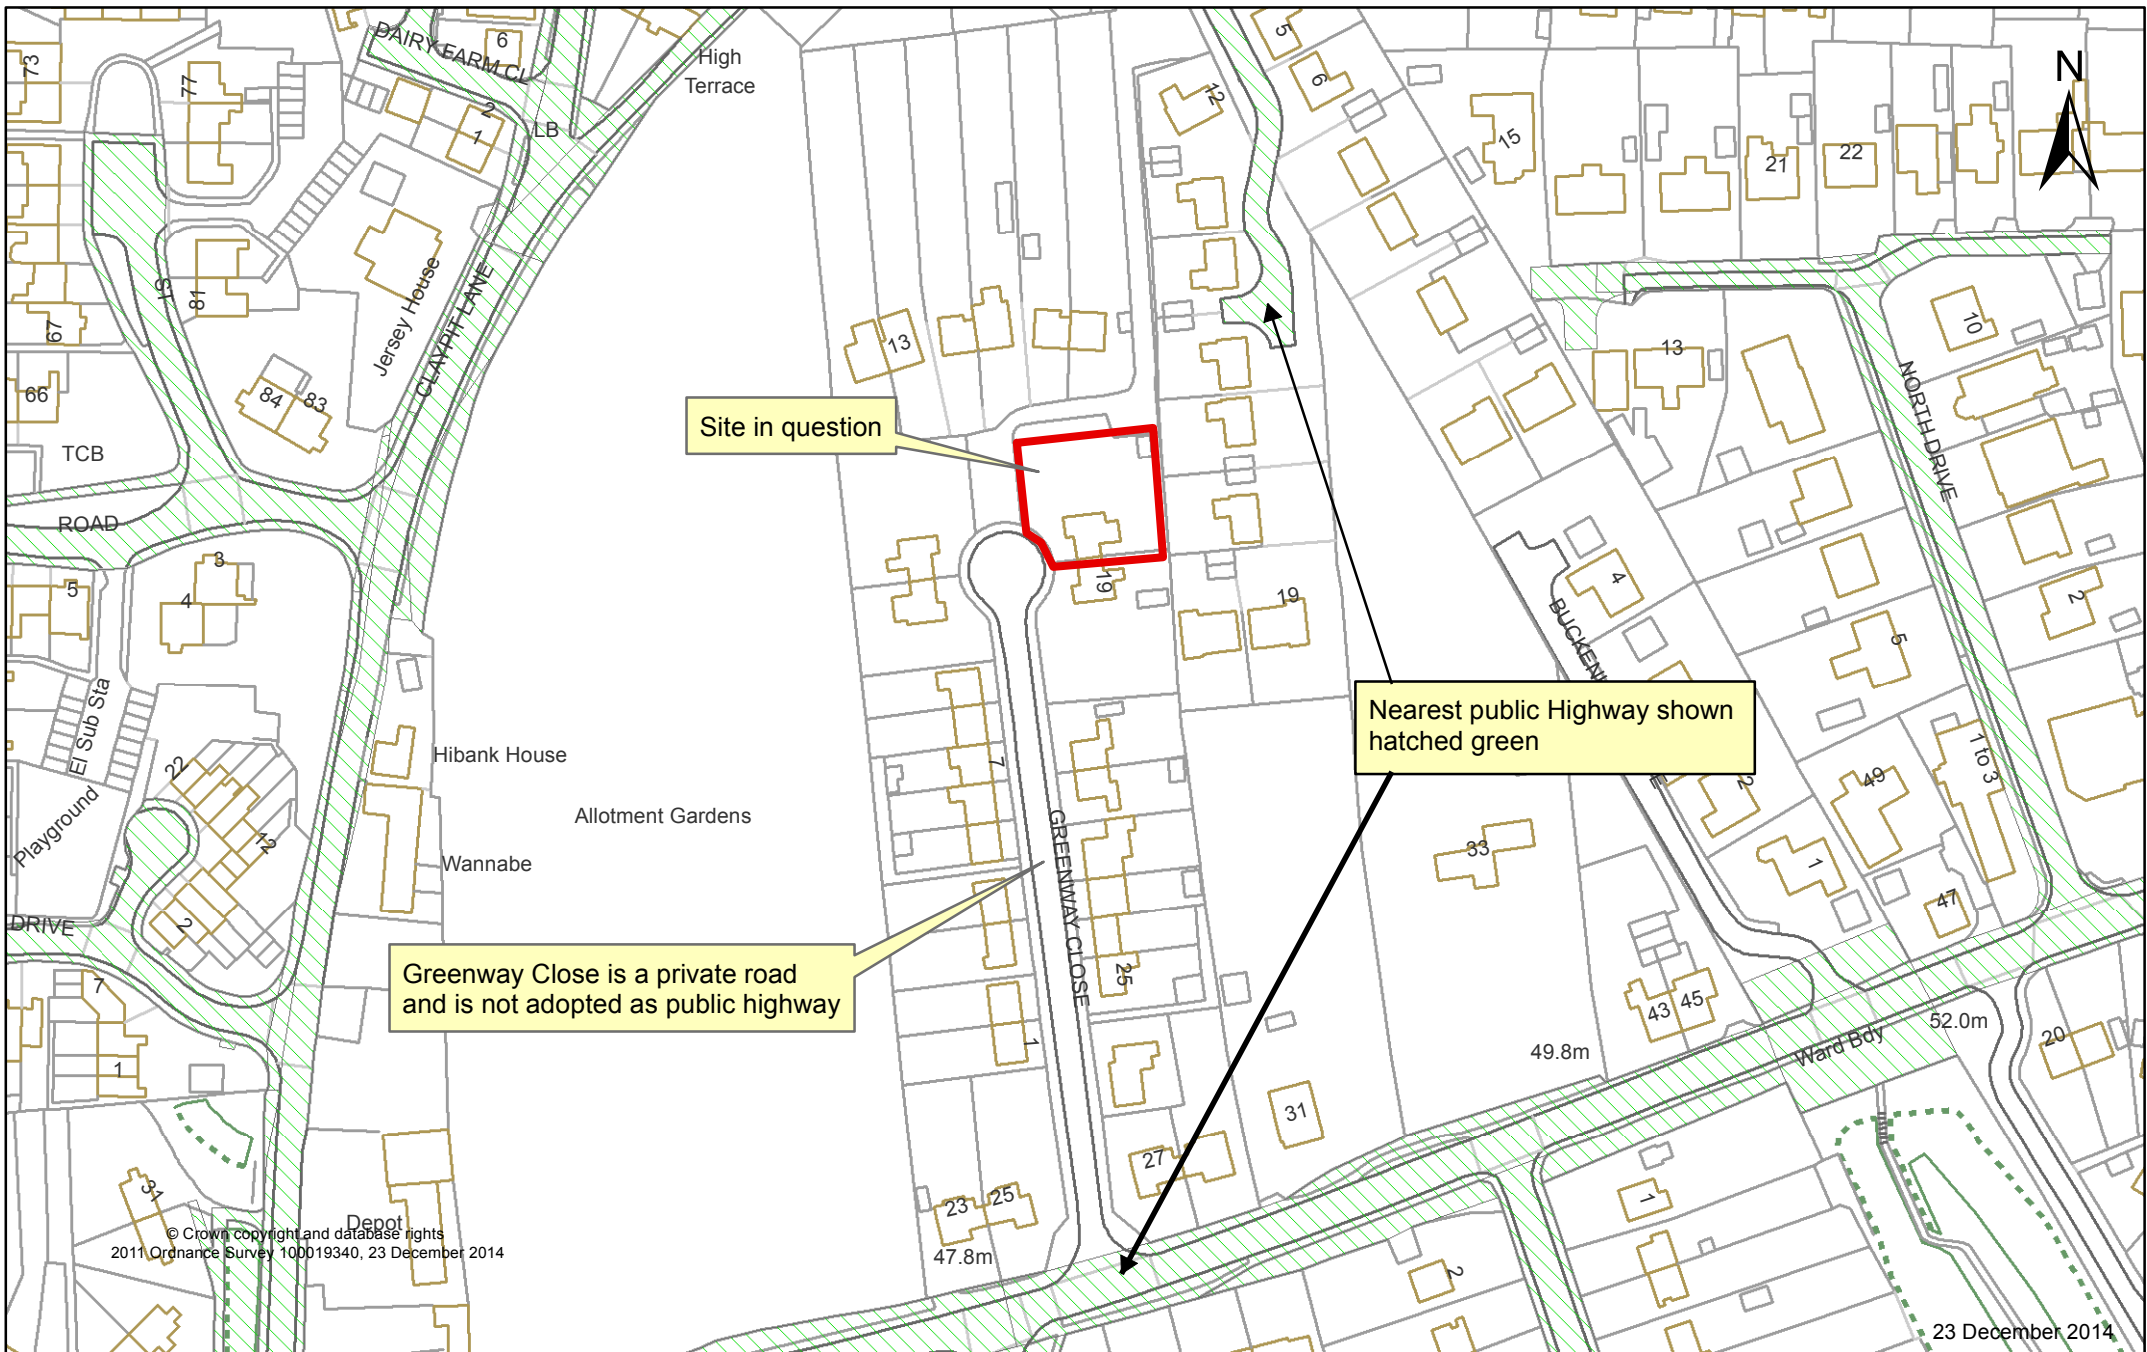 DAIRY FARM CL
6
High
Terrace
5
6
12
N
73
77
2
1
LB
15
21
22
ST
81
Jersey House
CLAYPIT LANE
67
66
84
83
13
13
10
NORTH DRIVE
Site in question
TCB
ROAD
3
4
5
19
19
4
2
5
El Sub Sta
Nearest public Highway shown
hatched green
22
12
Playground
2
Hibank House
Allotment Gardens
Wannabe
7
GREENWAY CLOSE
33
2
49
1 to 3
1
47
DRIVE
7
1
Greenway Close is a private road
and is not adopted as public highway
25
1
43
45
52.0m
49.8m
Ward Bdy
20
31
27
23
25
47.8m
31
Depot
1
2
© Crown copyright and database rights
2011 Ordnance Survey 100019340, 23 December 2014
23 December 2014